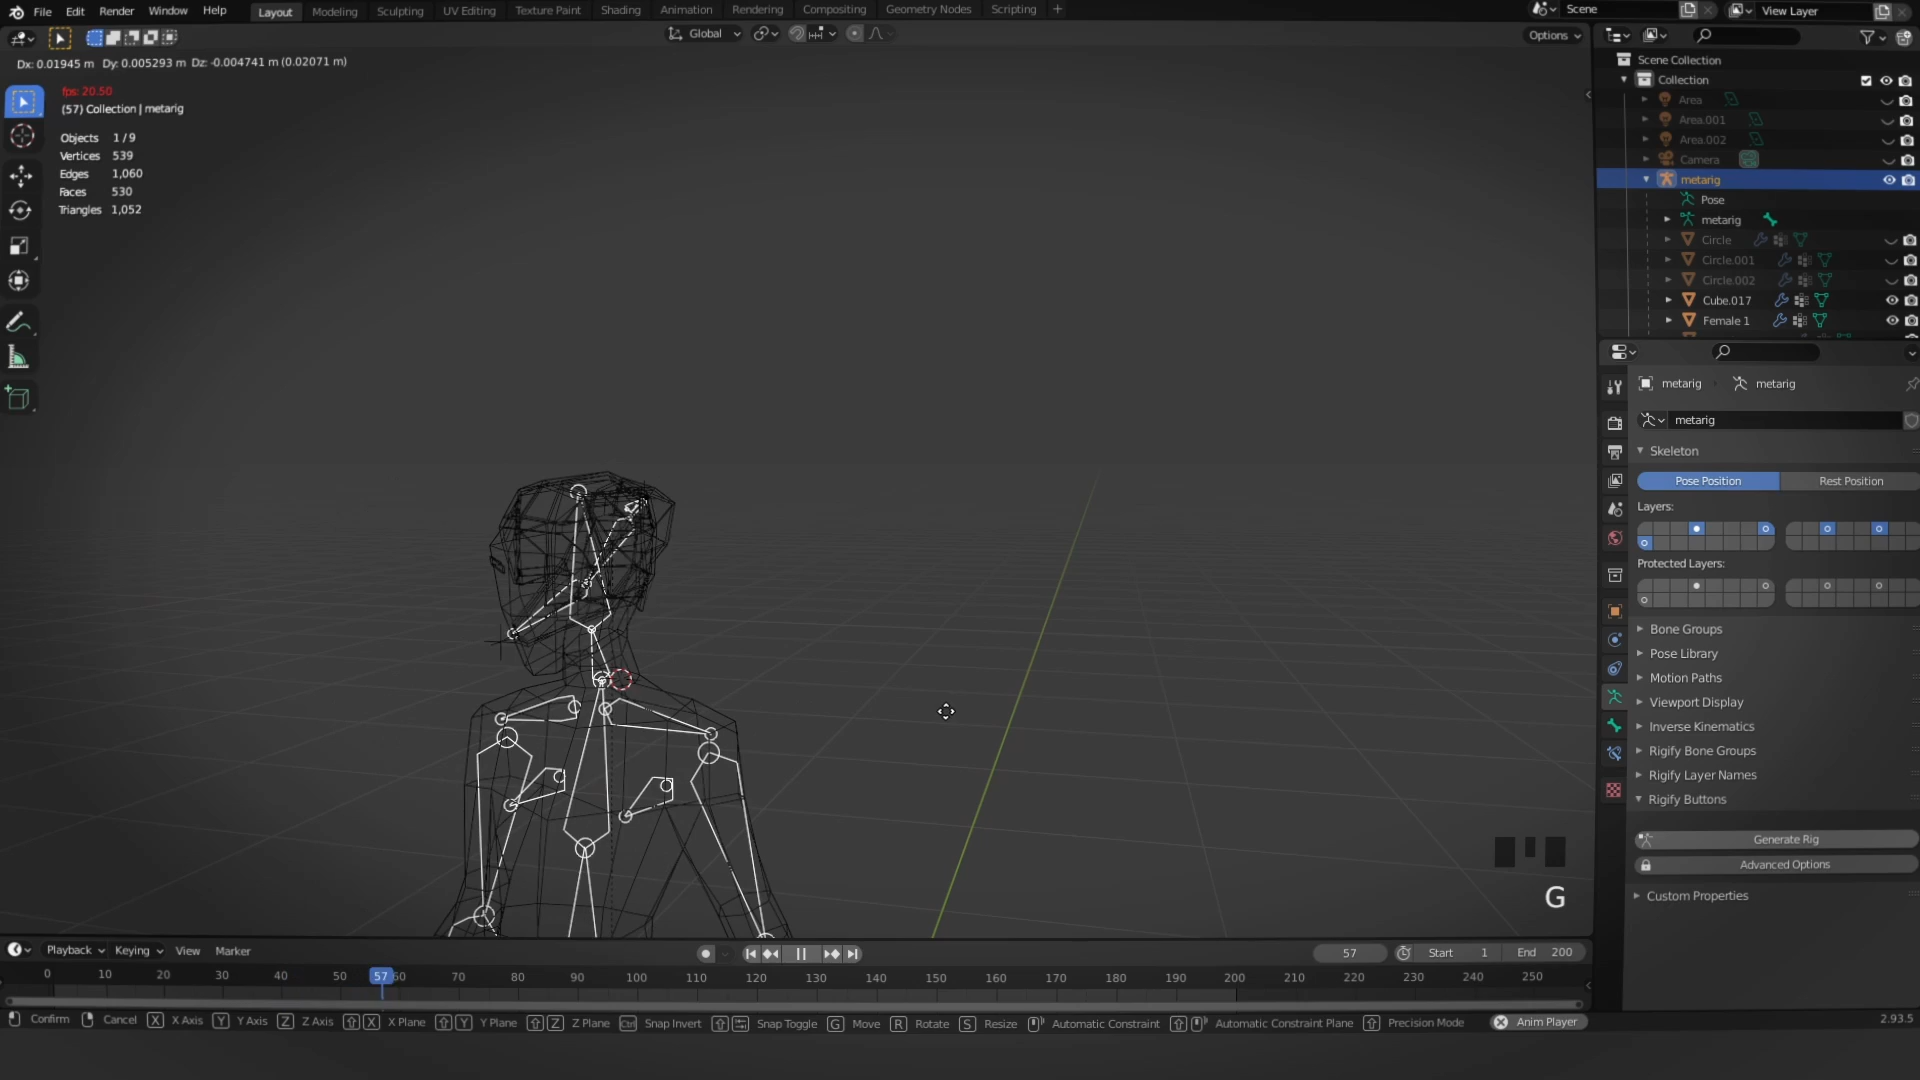 File Edit Render Window Help Layout Modeling Sculpting UV Editing Texture Paint Shading Animation Rendering Compositing Geometry Nodes Scripting + Scene View Layer
Global Options
Dx: 0.01945 m Dy: 0.005293 m Dz: -0.004741 m (0.02071 m)
fps: 20.50
(57) Collection | metarig
Objects 1 / 9
Vertices 539
Edges 1,060
Faces 530
Triangles 1,052
Scene Collection
Collection
Area
Area.001
Area.002
Camera
metarig
Pose
metarig
Circle
Circle.001
Circle.002
Cube.017
Female 1
metarig metarig
metarig
Skeleton
Pose Position Rest Position
Layers:
Protected Layers:
Bone Groups
Pose Library
Motion Paths
Viewport Display
Inverse Kinematics
Rigify Bone Groups
Rigify Layer Names
Rigify Buttons
Generate Rig
Advanced Options
Custom Properties
G
Playback Keying View Marker 57 Start 1 End 200
0 10 20 30 40 50 57 60 70 80 90 100 110 120 130 140 150 160 170 180 190 200 210 220 230 240 250
Confirm Cancel X X Axis Y Y Axis Z Z Axis X X Plane Y Y Plane Z Z Plane Ctrl Snap Invert Snap Toggle G Move R Rotate S Resize Automatic Constraint Automatic Constraint Plane Precision Mode Anim Player 2.93.5